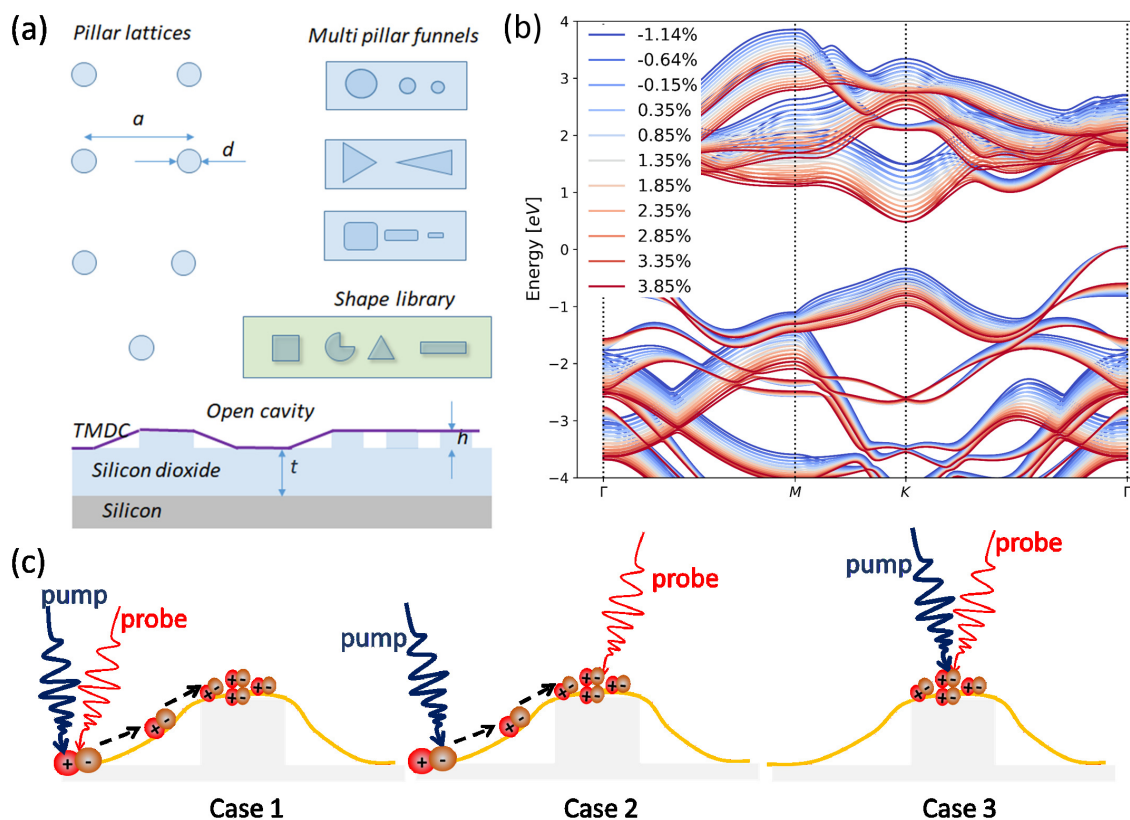 (a)
Pillar lattices
Multi pillar funnels
a
d
Shape library
Open cavity
TMDC
h
Silicon dioxide
t
Silicon
(b)
Energy [eV]
4
3
2
1
0
−1
−2
−3
−4
-1.14%
-0.64%
-0.15%
0.35%
0.85%
1.35%
1.85%
2.35%
2.85%
3.35%
3.85%
Γ
M
K
Γ
(c)
pump
probe
+ -
+ -
+ -
+ -
+ -
+ -
Case 1
pump
probe
+ -
+ -
+ -
+ -
+ -
+ -
Case 2
pump
probe
+ -
+ -
+ -
+ -
Case 3